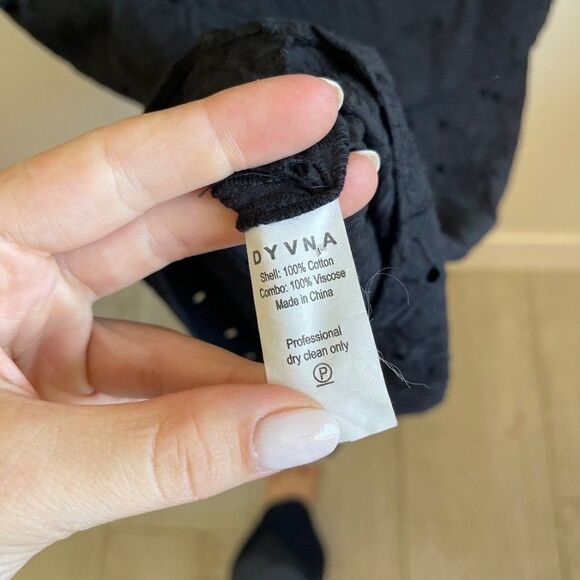 DYVNA
Shell: 100% Cotton
Combo: 100% Viscose
Made in China
Professional
dry clean only
P